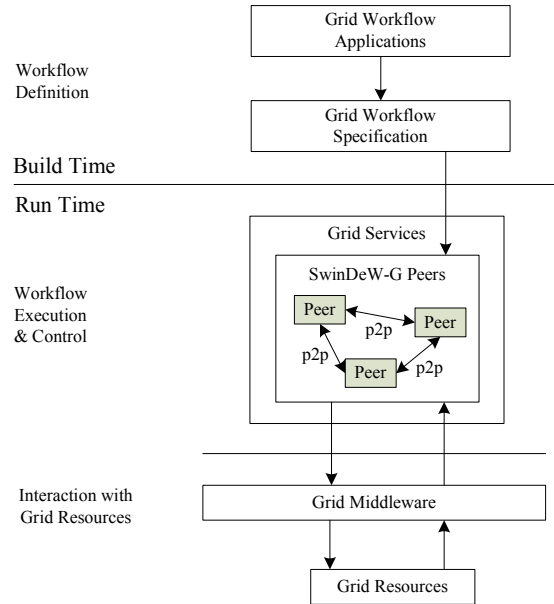 Grid Workflow
Applications
Workflow
Definition
Grid Workflow
Specification
Build Time
Run Time
Grid Services
SwinDeW-G Peers
Workflow
Execution
& Control
Peer
p2p
Peer
p2p
Peer
p2p
Interaction with
Grid Resources
Grid Middleware
Grid Resources